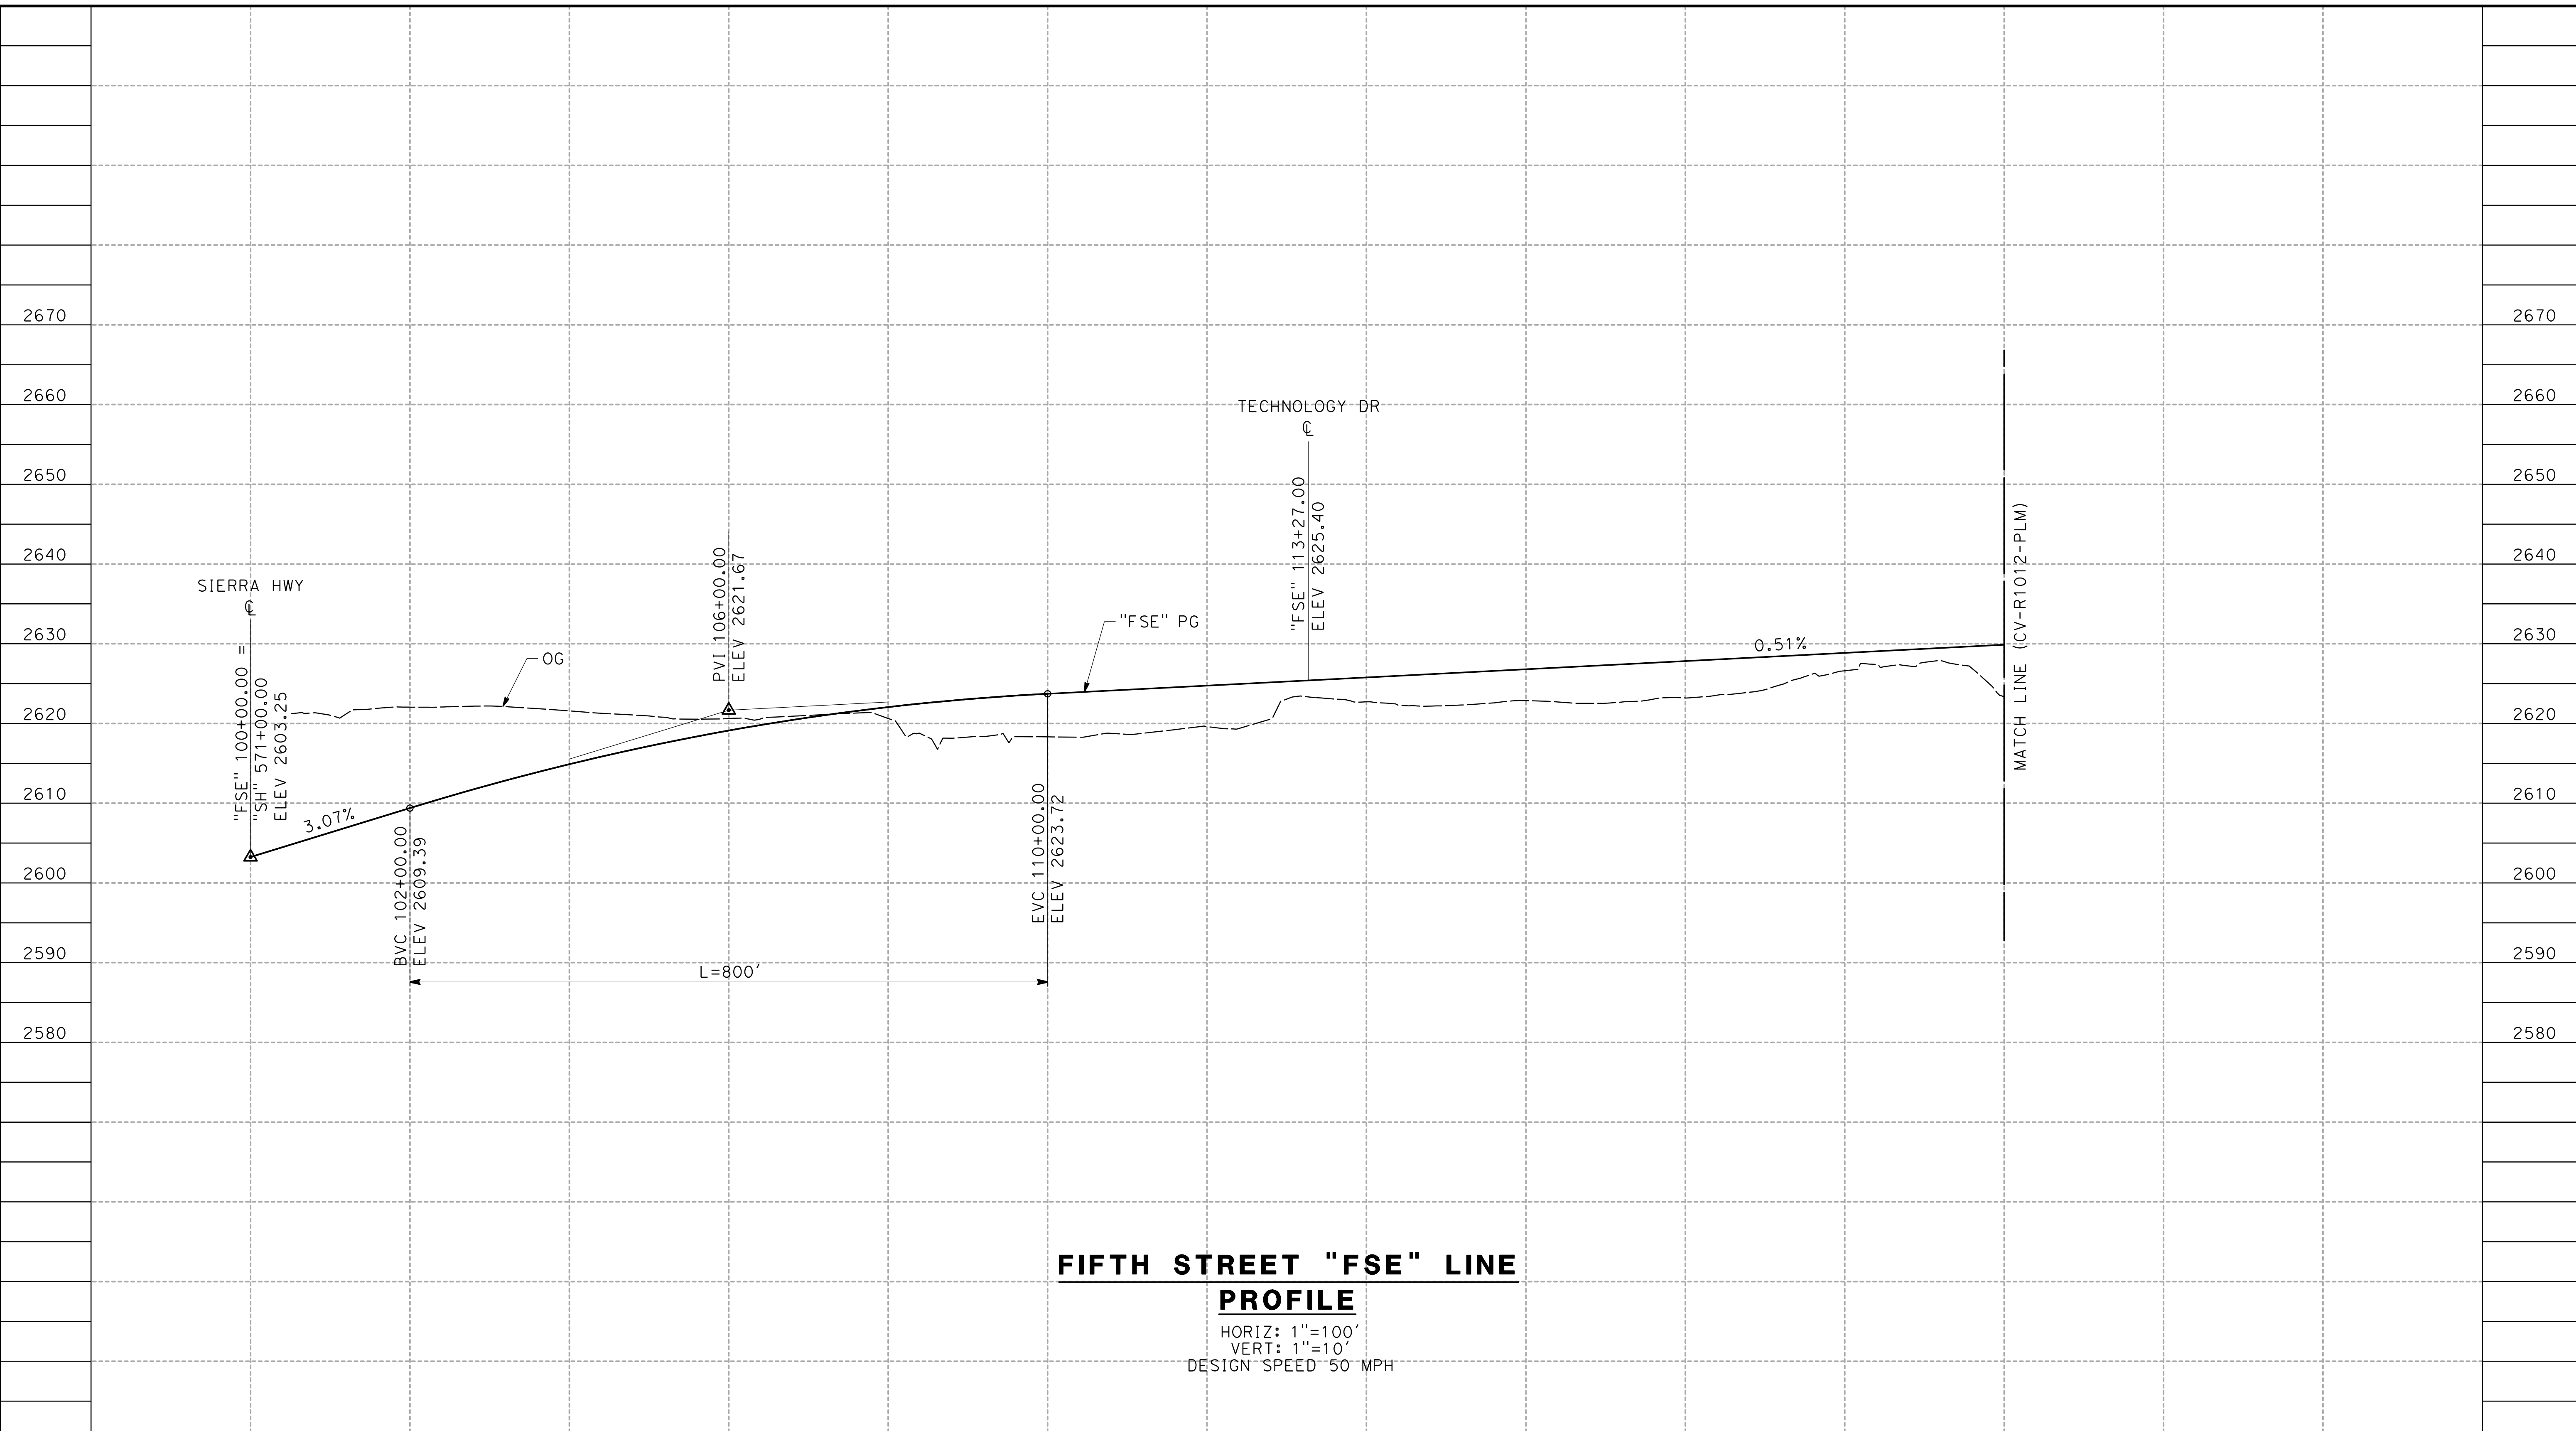 2670
2660
2650
2640
2630
2620
2610
2600
2590
2580
SIERRA HWY
℄
"FSE" 100+00.00 =
"SH" 571+00.00
ELEV 2603.25
3.07%
BVC 102+00.00
ELEV 2609.39
OG
PVI 106+00.00
ELEV 2621.67
L=800'
EVC 110+00.00
ELEV 2623.72
"FSE" PG
TECHNOLOGY DR
℄
"FSE" 113+27.00
ELEV 2625.40
0.51%
MATCH LINE (CV-R1012-PLM)
2670
2660
2650
2640
2630
2620
2610
2600
2590
2580
FIFTH STREET "FSE" LINE
PROFILE
HORIZ: 1"=100'
VERT: 1"=10'
DESIGN SPEED 50 MPH